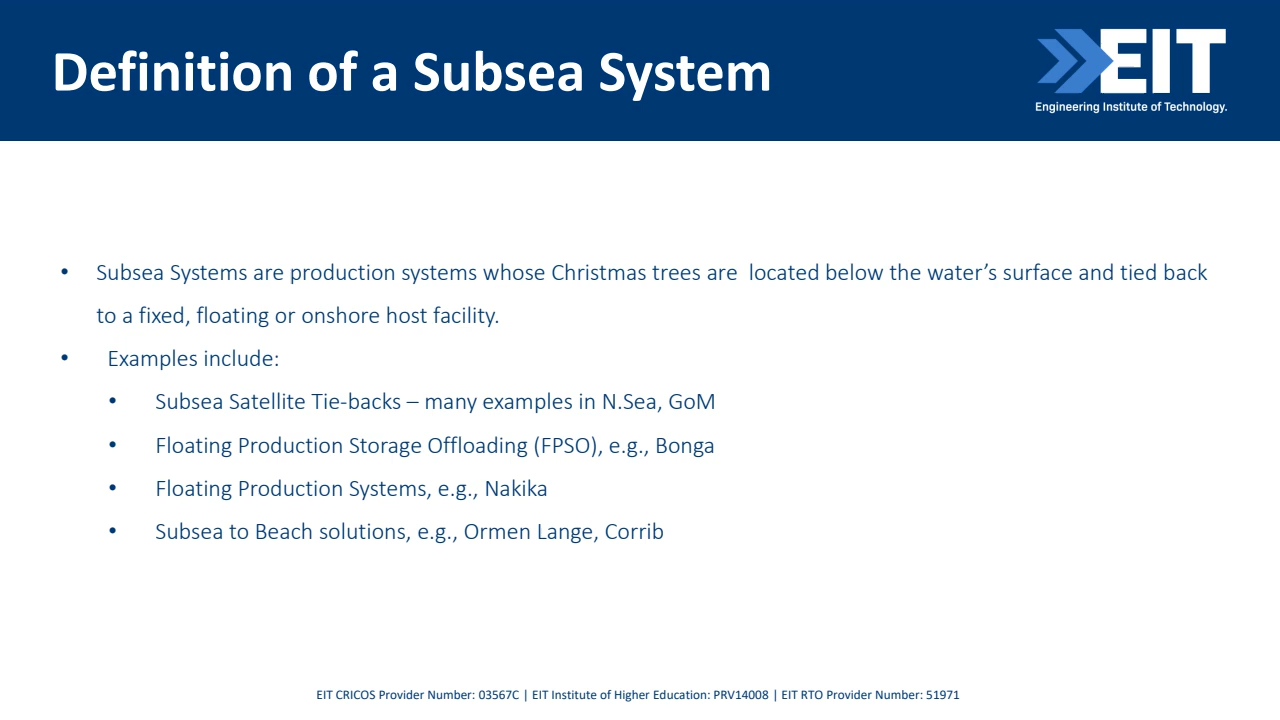 Definition of a Subsea System
EIT
Engineering Institute of Technology.
• Subsea Systems are production systems whose Christmas trees are  located below the water’s surface and tied back
to a fixed, floating or onshore host facility.
• Examples include:
• Subsea Satellite Tie-backs – many examples in N.Sea, GoM
• Floating Production Storage Offloading (FPSO), e.g., Bonga
• Floating Production Systems, e.g., Nakika
• Subsea to Beach solutions, e.g., Ormen Lange, Corrib
EIT CRICOS Provider Number: 03567C | EIT Institute of Higher Education: PRV14008 | EIT RTO Provider Number: 51971